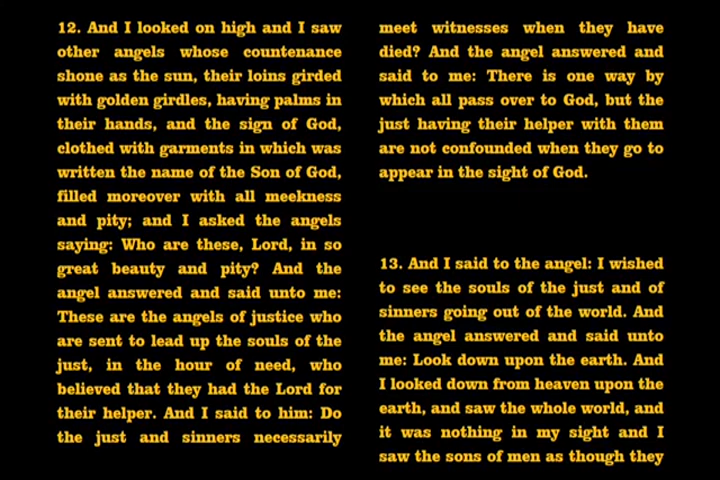 12. And I looked on high and I saw
other angels whose countenance
shone as the sun, their loins girded
with golden girdles, having palms in
their hands, and the sign of God,
clothed with garments in which was
written the name of the Son of God,
filled moreover with all meekness
and pity; and I asked the angels
saying: Who are these, Lord, in so
great beauty and pity? And the
angel answered and said unto me:
These are the angels of justice who
are sent to lead up the souls of the
just, in the hour of need, who
believed that they had the Lord for
their helper. And I said to him: Do
the just and sinners necessarily
meet witnesses when they have
died? And the angel answered and
said to me: There is one way by
which all pass over to God, but the
just having their helper with them
are not confounded when they go to
appear in the sight of God.
13. And I said to the angel: I wished
to see the souls of the just and of
sinners going out of the world. And
the angel answered and said unto
me: Look down upon the earth. And
I looked down from heaven upon the
earth, and saw the whole world, and
it was nothing in my sight and I
saw the sons of men as though they